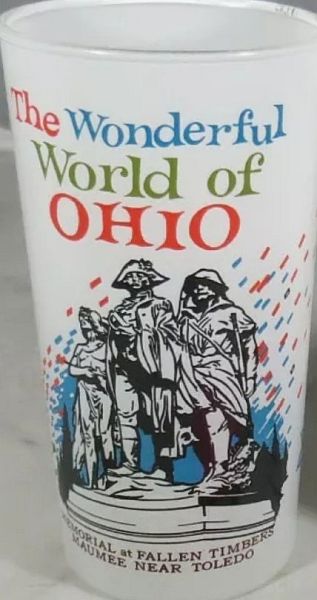 The Wonderful
World of
OHIO
MEMORIAL at FALLEN TIMBERS
MAUMEE NEAR TOLEDO